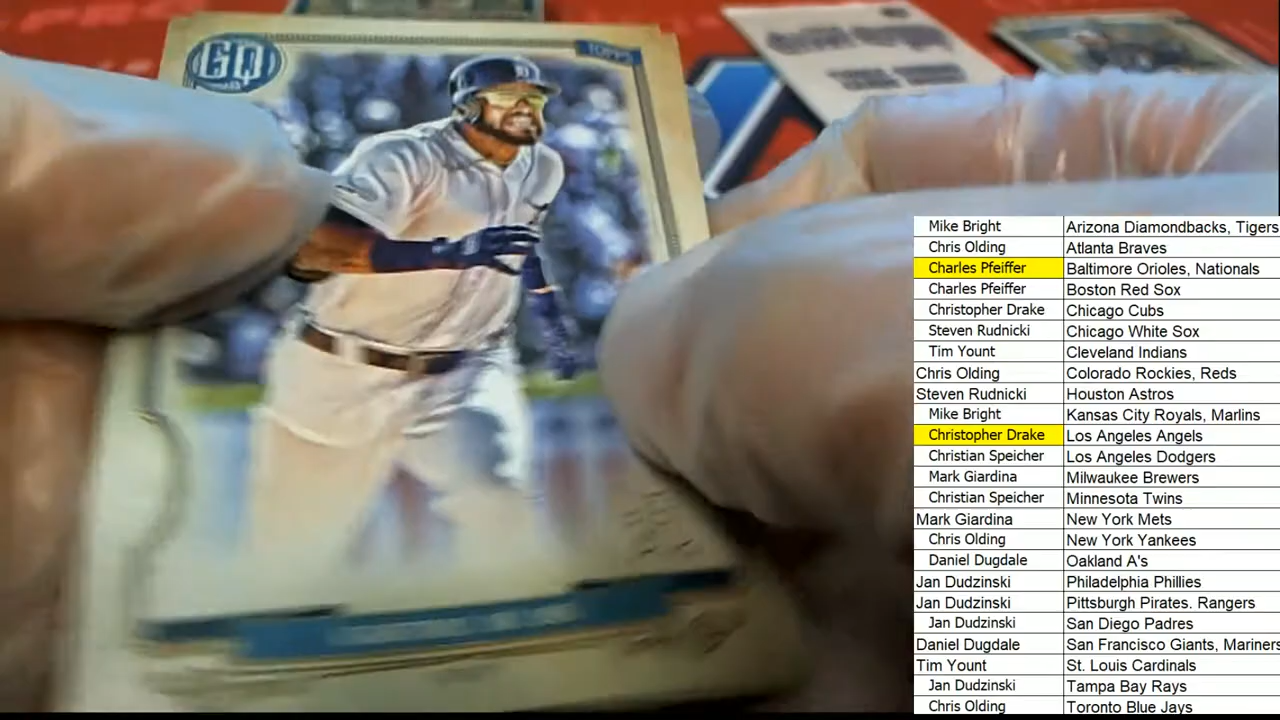 GQ
TOPPS
Mike Bright Arizona Diamondbacks, Tigers
Chris Olding Atlanta Braves
Charles Pfeiffer Baltimore Orioles, Nationals
Charles Pfeiffer Boston Red Sox
Christopher Drake Chicago Cubs
Steven Rudnicki Chicago White Sox
Tim Yount Cleveland Indians
Chris Olding Colorado Rockies, Reds
Steven Rudnicki Houston Astros
Mike Bright Kansas City Royals, Marlins
Christopher Drake Los Angeles Angels
Christian Speicher Los Angeles Dodgers
Mark Giardina Milwaukee Brewers
Christian Speicher Minnesota Twins
Mark Giardina New York Mets
Chris Olding New York Yankees
Daniel Dugdale Oakland A's
Jan Dudzinski Philadelphia Phillies
Jan Dudzinski Pittsburgh Pirates. Rangers
Jan Dudzinski San Diego Padres
Daniel Dugdale San Francisco Giants, Mariners
Tim Yount St. Louis Cardinals
Jan Dudzinski Tampa Bay Rays
Chris Olding Toronto Blue Jays